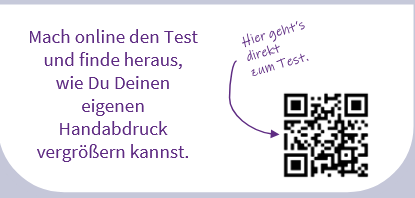 Mach online den Test
und finde heraus,
wie Du Deinen
eigenen
Handabdruck
vergrößern kannst.
Hier geht's
direkt
zum Test.